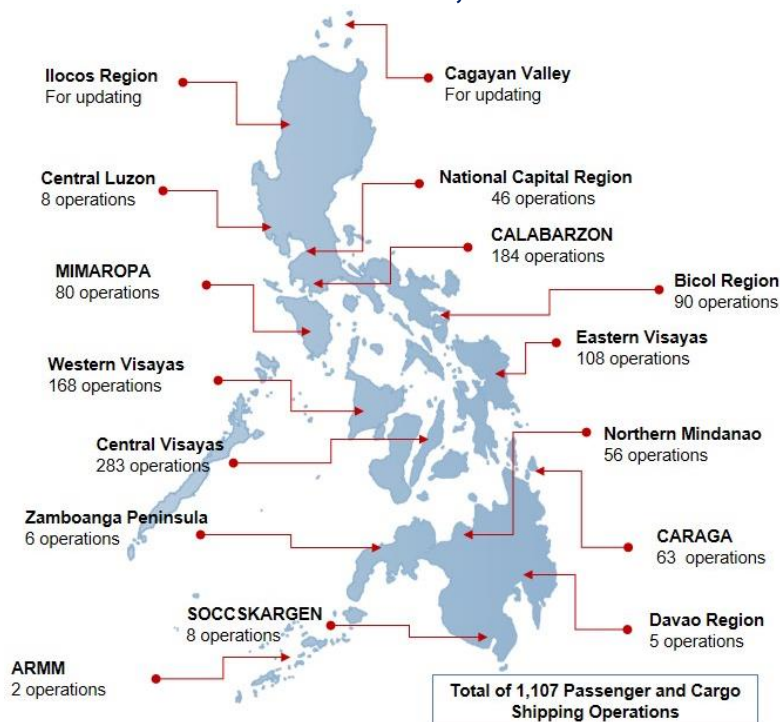 Ilocos Region
For updating
Cagayan Valley
For updating
Central Luzon
8 operations
National Capital Region
46 operations
CALABARZON
184 operations
MIMAROPA
80 operations
Bicol Region
90 operations
Eastern Visayas
108 operations
Western Visayas
168 operations
Central Visayas
283 operations
Northern Mindanao
56 operations
Zamboanga Peninsula
6 operations
CARAGA
63 operations
SOCCSKARGEN
8 operations
Davao Region
5 operations
ARMM
2 operations
Total of 1,107 Passenger and Cargo
Shipping Operations